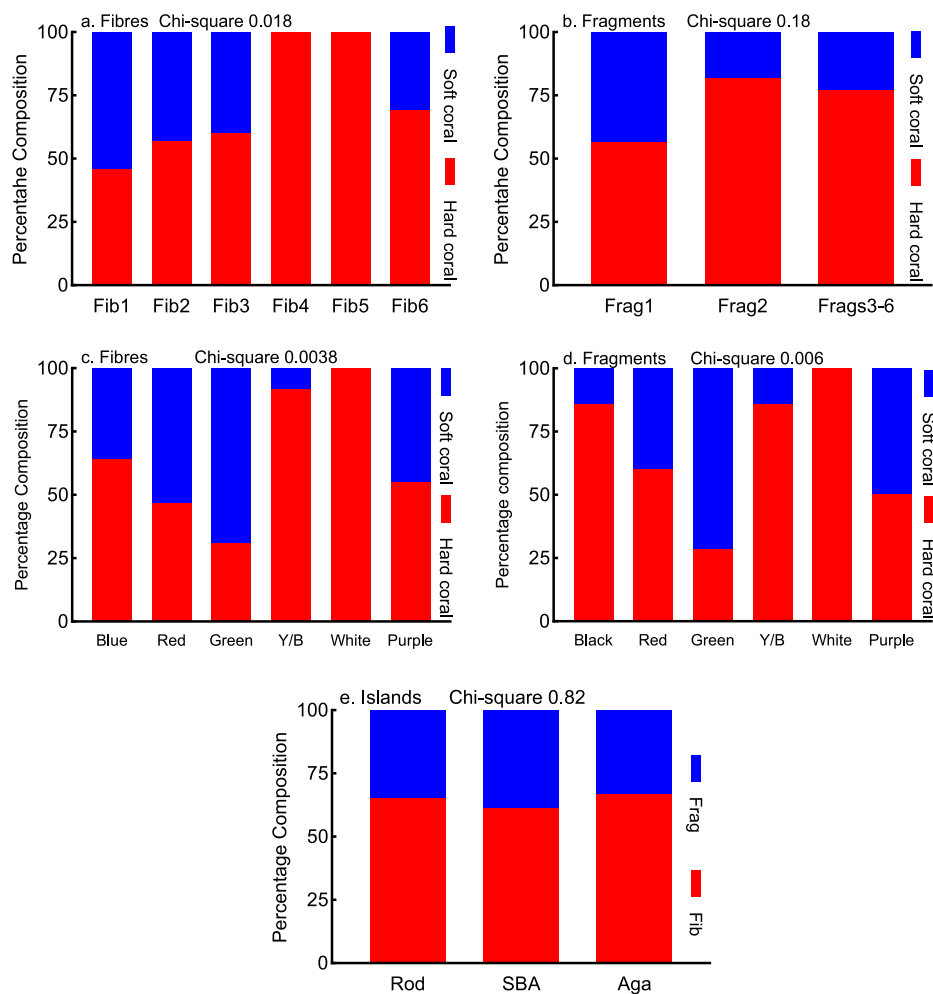 a. Fibres Chi-square 0.018
Percentahe Composition
100
75
50
25
0
Fib1 Fib2 Fib3 Fib4 Fib5 Fib6
Soft coral
Hard coral
b. Fragments Chi-square 0.18
Percentahe Composition
100
75
50
25
0
Frag1 Frag2 Frags3-6
Soft coral
Hard coral
c. Fibres Chi-square 0.0038
Percentage Composition
100
75
50
25
0
Blue Red Green Y/B White Purple
Soft coral
Hard coral
d. Fragments Chi-square 0.006
Percentage composition
100
75
50
25
0
Black Red Green Y/B White Purple
Soft coral
Hard coral
e. Islands Chi-square 0.82
Percentage Composition
100
75
50
25
0
Rod SBA Aga
Frag
Fib